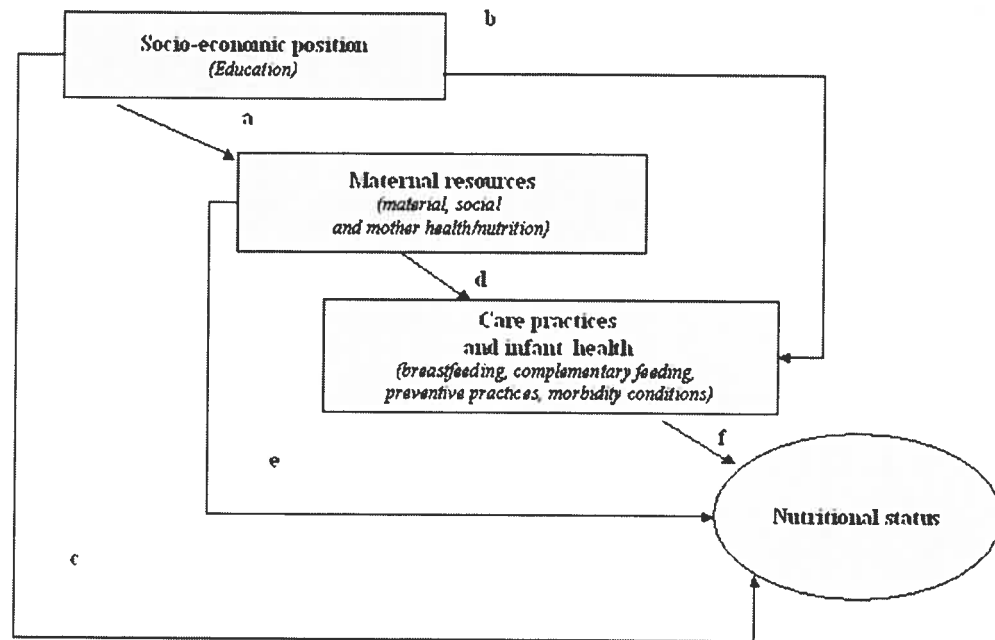 b
Socio-economic position
(Education)
a
Maternal resources
(material, social
and mother health/nutrition)
d
Care practices
and infant health
(breastfeeding, complementary feeding,
preventive practices, morbidity conditions)
f
e
Nutritional status
c